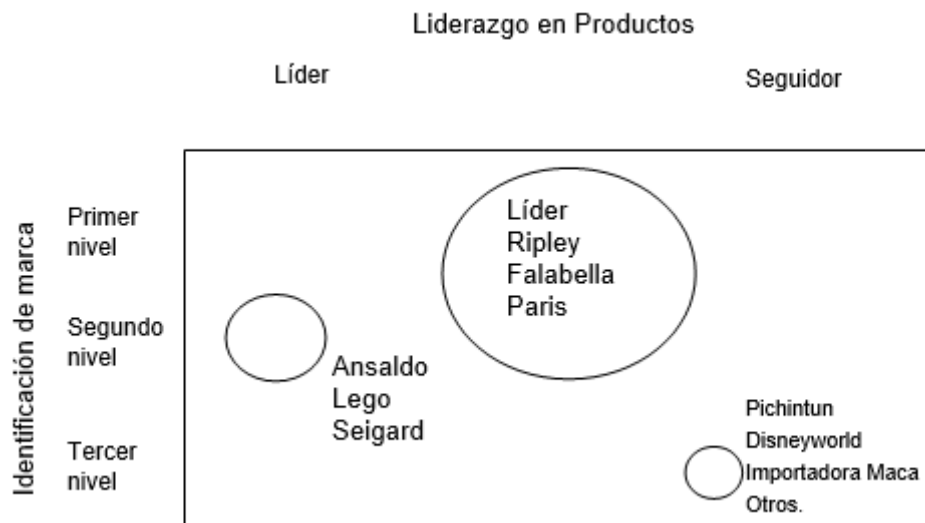 Liderazgo en Productos
Líder
Seguidor
Identificación de marca
Primer
nivel
Segundo
nivel
Tercer
nivel
Líder
Ripley
Falabella
Paris
Ansaldo
Lego
Seigard
Pichintun
Disneyworld
Importadora Maca
Otros.